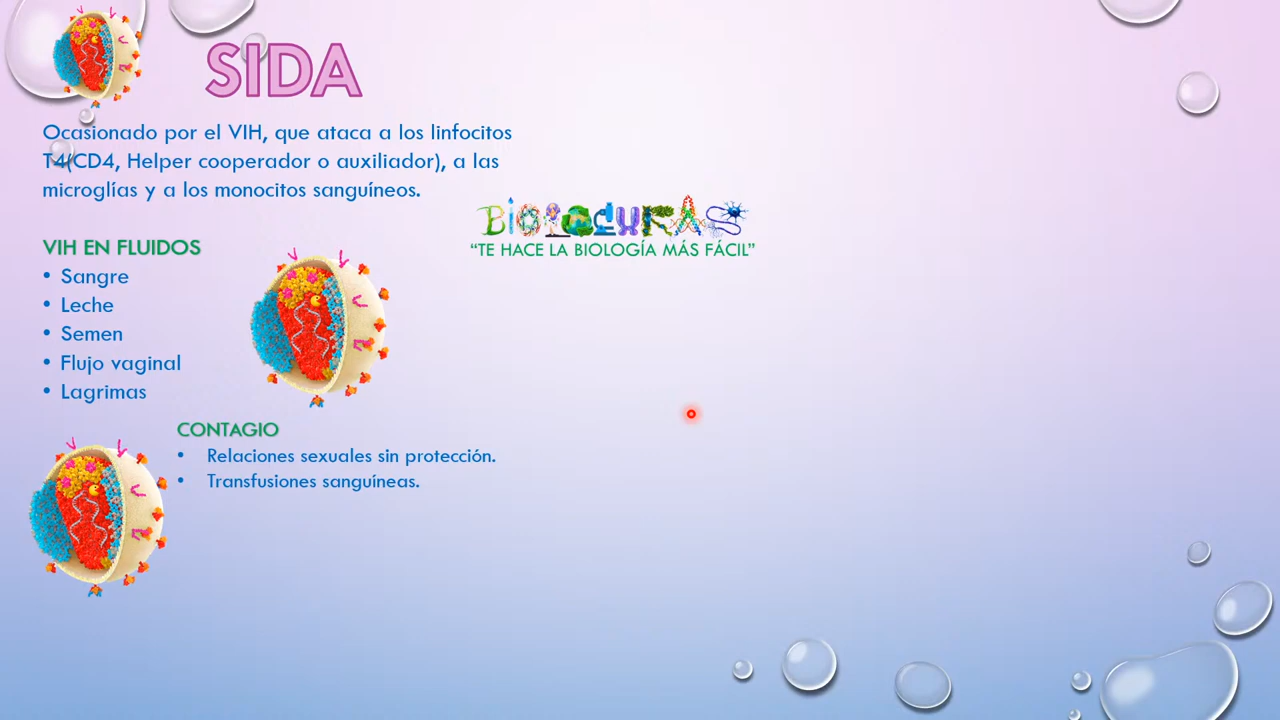 SIDA
Ocasionado por el VIH, que ataca a los linfocitos
T4(CD4, Helper cooperador o auxiliador), a las
microglías y a los monocitos sanguíneos.
BIOLOCURAS
“TE HACE LA BIOLOGÍA MÁS FÁCIL”
VIH EN FLUIDOS
• Sangre
• Leche
• Semen
• Flujo vaginal
• Lagrimas
CONTAGIO
• Relaciones sexuales sin protección.
• Transfusiones sanguíneas.